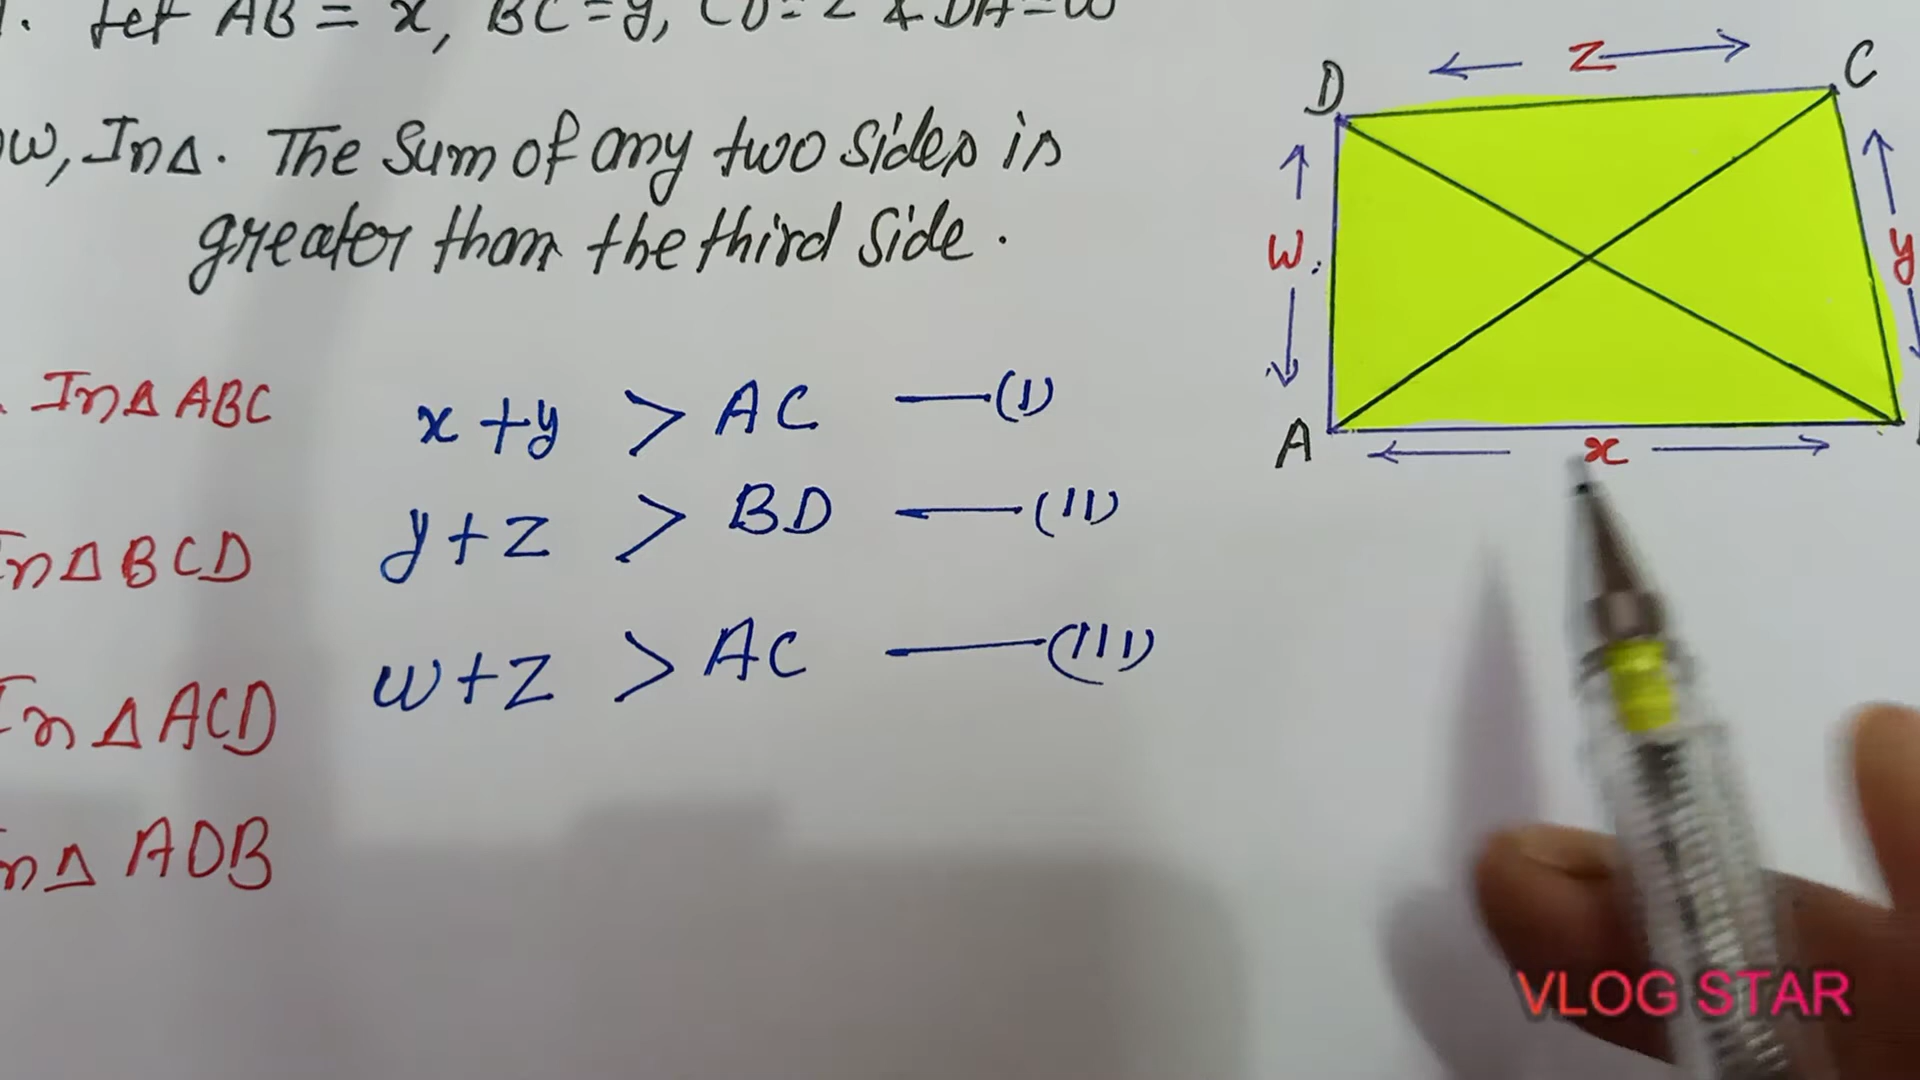 . Let AB = x, BC = y, CD = z & DA = w
ow, In Δ. The Sum of any two sides is
greater than the third side.
In Δ ABC x + y > AC —(I)
In Δ BCD y + z > BD —(II)
In Δ ACD w + z > AC —(III)
In Δ ADB
D
z
C
w
y
A
x
VLOG STAR